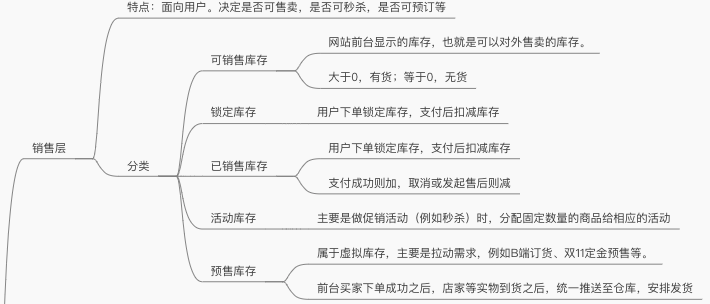 特点：面向用户。决定是否可售卖，是否可秒杀，是否可预订等
网站前台显示的库存，也就是可以对外售卖的库存。
可销售库存
大于0，有货；等于0，无货
锁定库存
用户下单锁定库存，支付后扣减库存
销售层
用户下单锁定库存，支付后扣减库存
分类
已销售库存
支付成功则加，取消或发起售后则减
活动库存
主要是做促销活动（例如秒杀）时，分配固定数量的商品给相应的活动
属于虚拟库存，主要是拉动需求，例如B端订货、双11定金预售等。
预售库存
前台买家下单成功之后，店家等实物到货之后，统一推送至仓库，安排发货